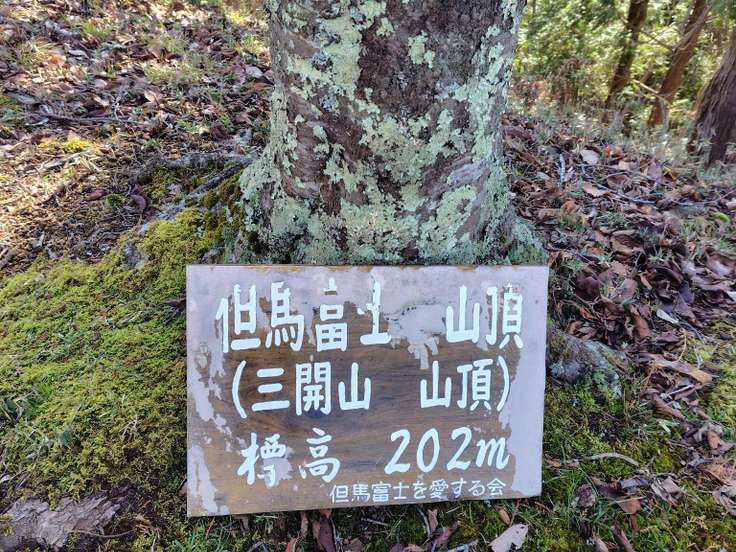 但馬富士 山頂
(三開山 山頂)
標高 202m
但馬富士を愛する会